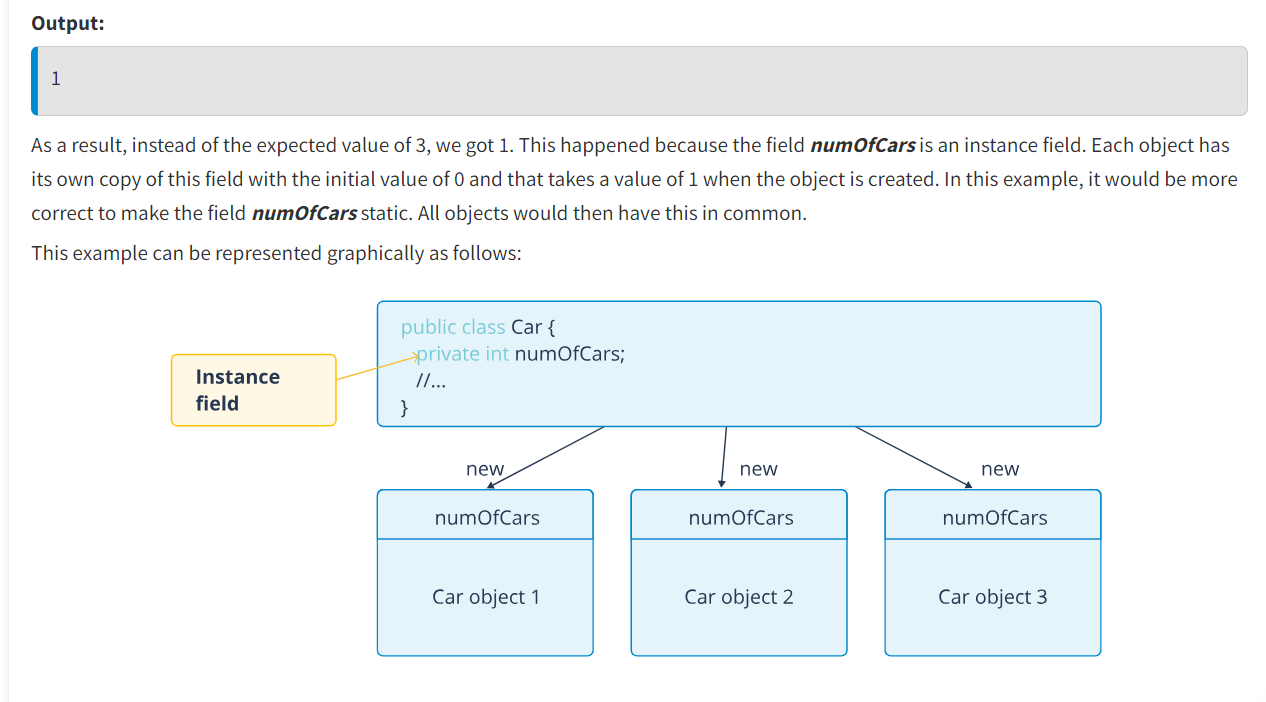 Output:
1
As a result, instead of the expected value of 3, we got 1. This happened because the field numOfCars is an instance field. Each object has
its own copy of this field with the initial value of 0 and that takes a value of 1 when the object is created. In this example, it would be more
correct to make the field numOfCars static. All objects would then have this in common.
This example can be represented graphically as follows:
public class Car {
private int numOfCars;
//...
}
Instance
field
new
new
new
numOfCars
numOfCars
numOfCars
Car object 1
Car object 2
Car object 3